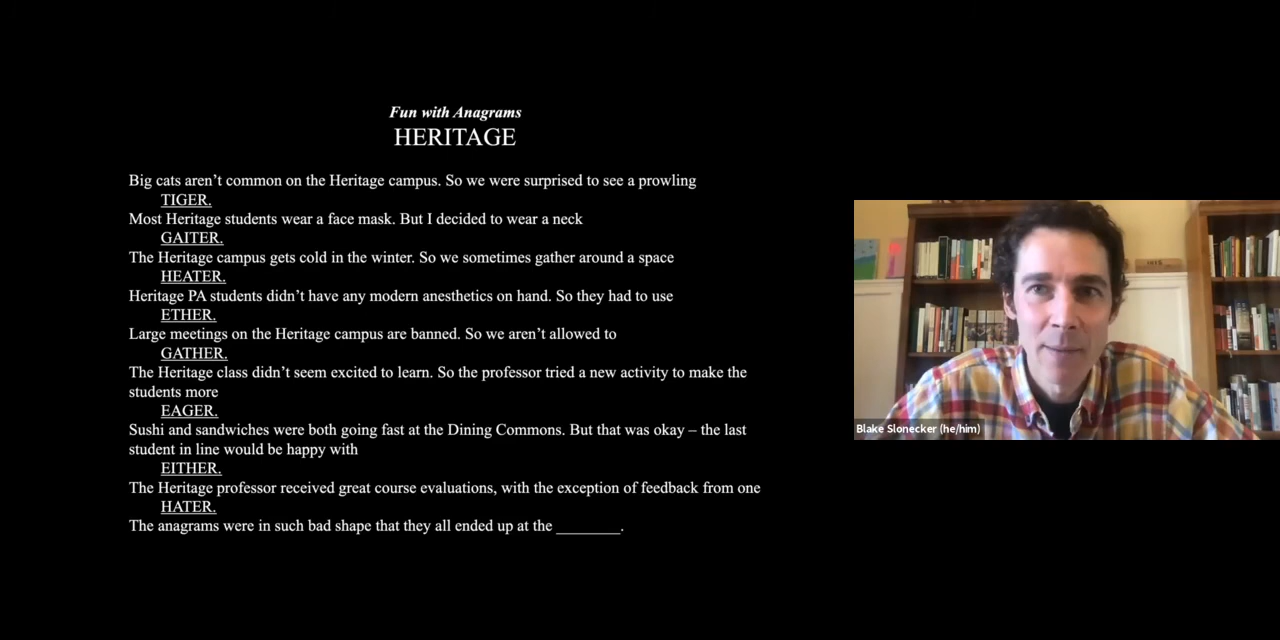 Fun with Anagrams
HERITAGE
Big cats aren’t common on the Heritage campus. So we were surprised to see a prowling
TIGER.
Most Heritage students wear a face mask. But I decided to wear a neck
GAITER.
The Heritage campus gets cold in the winter. So we sometimes gather around a space
HEATER.
Heritage PA students didn’t have any modern anesthetics on hand. So they had to use
ETHER.
Large meetings on the Heritage campus are banned. So we aren’t allowed to
GATHER.
The Heritage class didn’t seem excited to learn. So the professor tried a new activity to make the
students more
EAGER.
Sushi and sandwiches were both going fast at the Dining Commons. But that was okay – the last
student in line would be happy with
EITHER.
The Heritage professor received great course evaluations, with the exception of feedback from one
HATER.
The anagrams were in such bad shape that they all ended up at the ________.
Blake Slonecker (he/him)